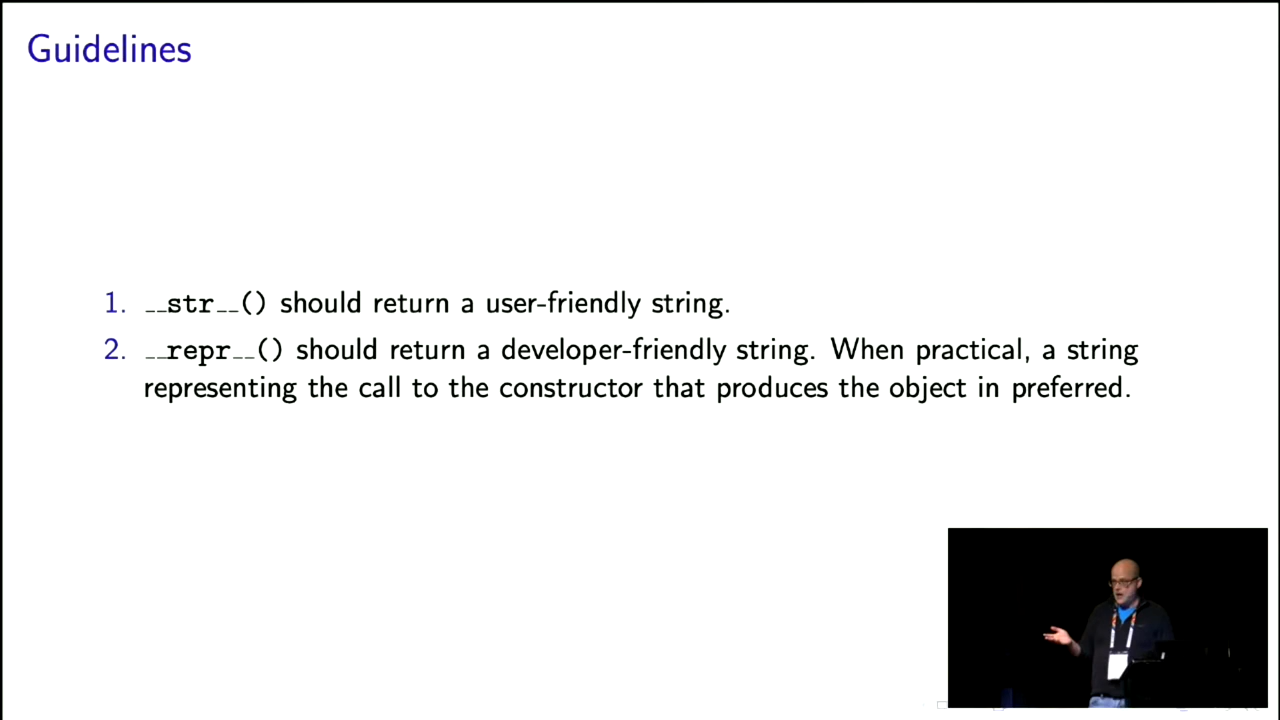 Guidelines
1. __str__() should return a user-friendly string.
2. __repr__() should return a developer-friendly string. When practical, a string
representing the call to the constructor that produces the object in preferred.